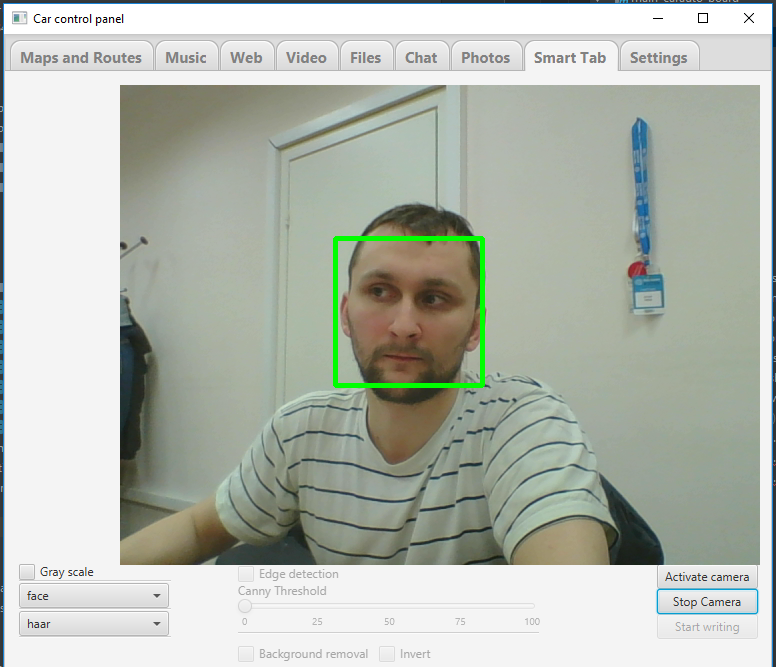 Car control panel
Maps and Routes Music Web Video Files Chat Photos Smart Tab Settings
Gray scale
face
haar
Edge detection
Canny Threshold
0 25 50 75 100
Background removal Invert
Activate camera
Stop Camera
Start writing